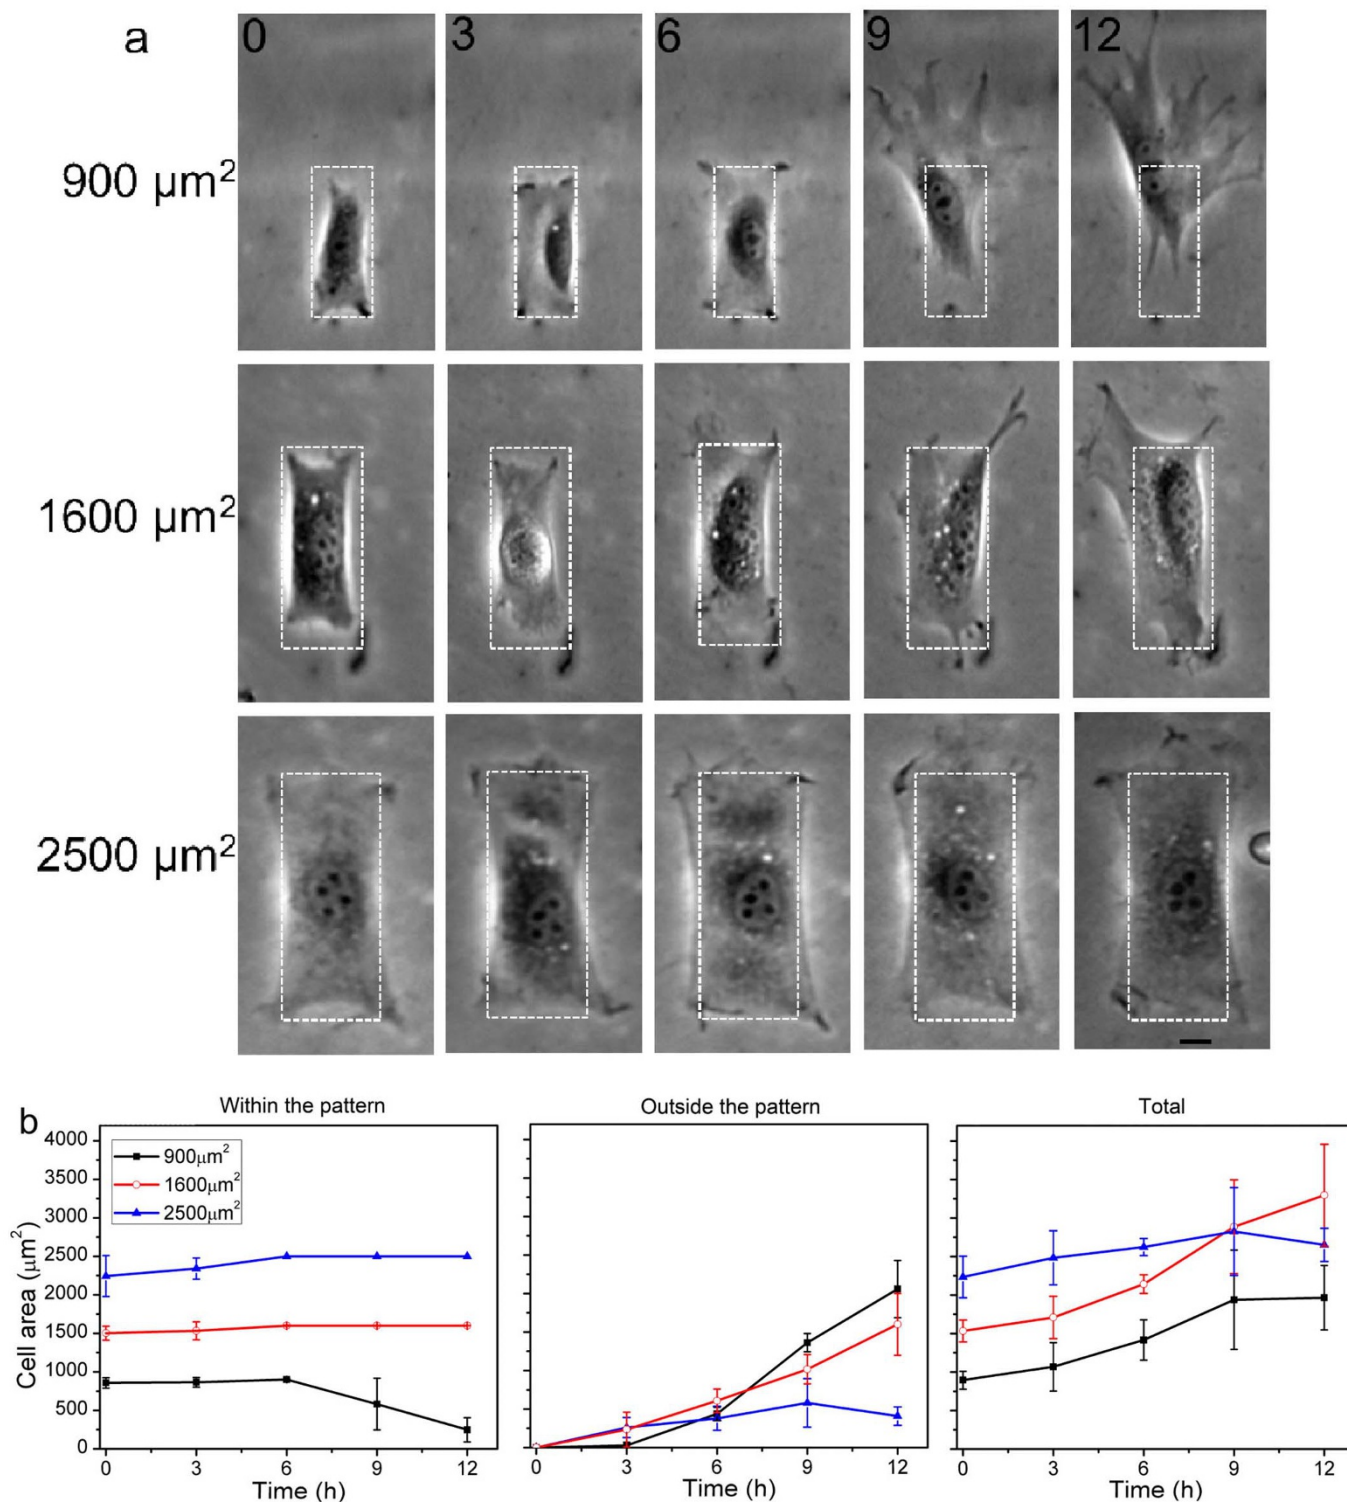 a
0 3 6 9 12
900 µm²
1600 µm²
2500 µm²
b
Within the pattern Outside the pattern Total
Cell area (µm²)
4000
3500
3000
2500
2000
1500
1000
500
0
900µm²
1600µm²
2500µm²
0 3 6 9 12 0 3 6 9 12 0 3 6 9 12
Time (h) Time (h) Time (h)